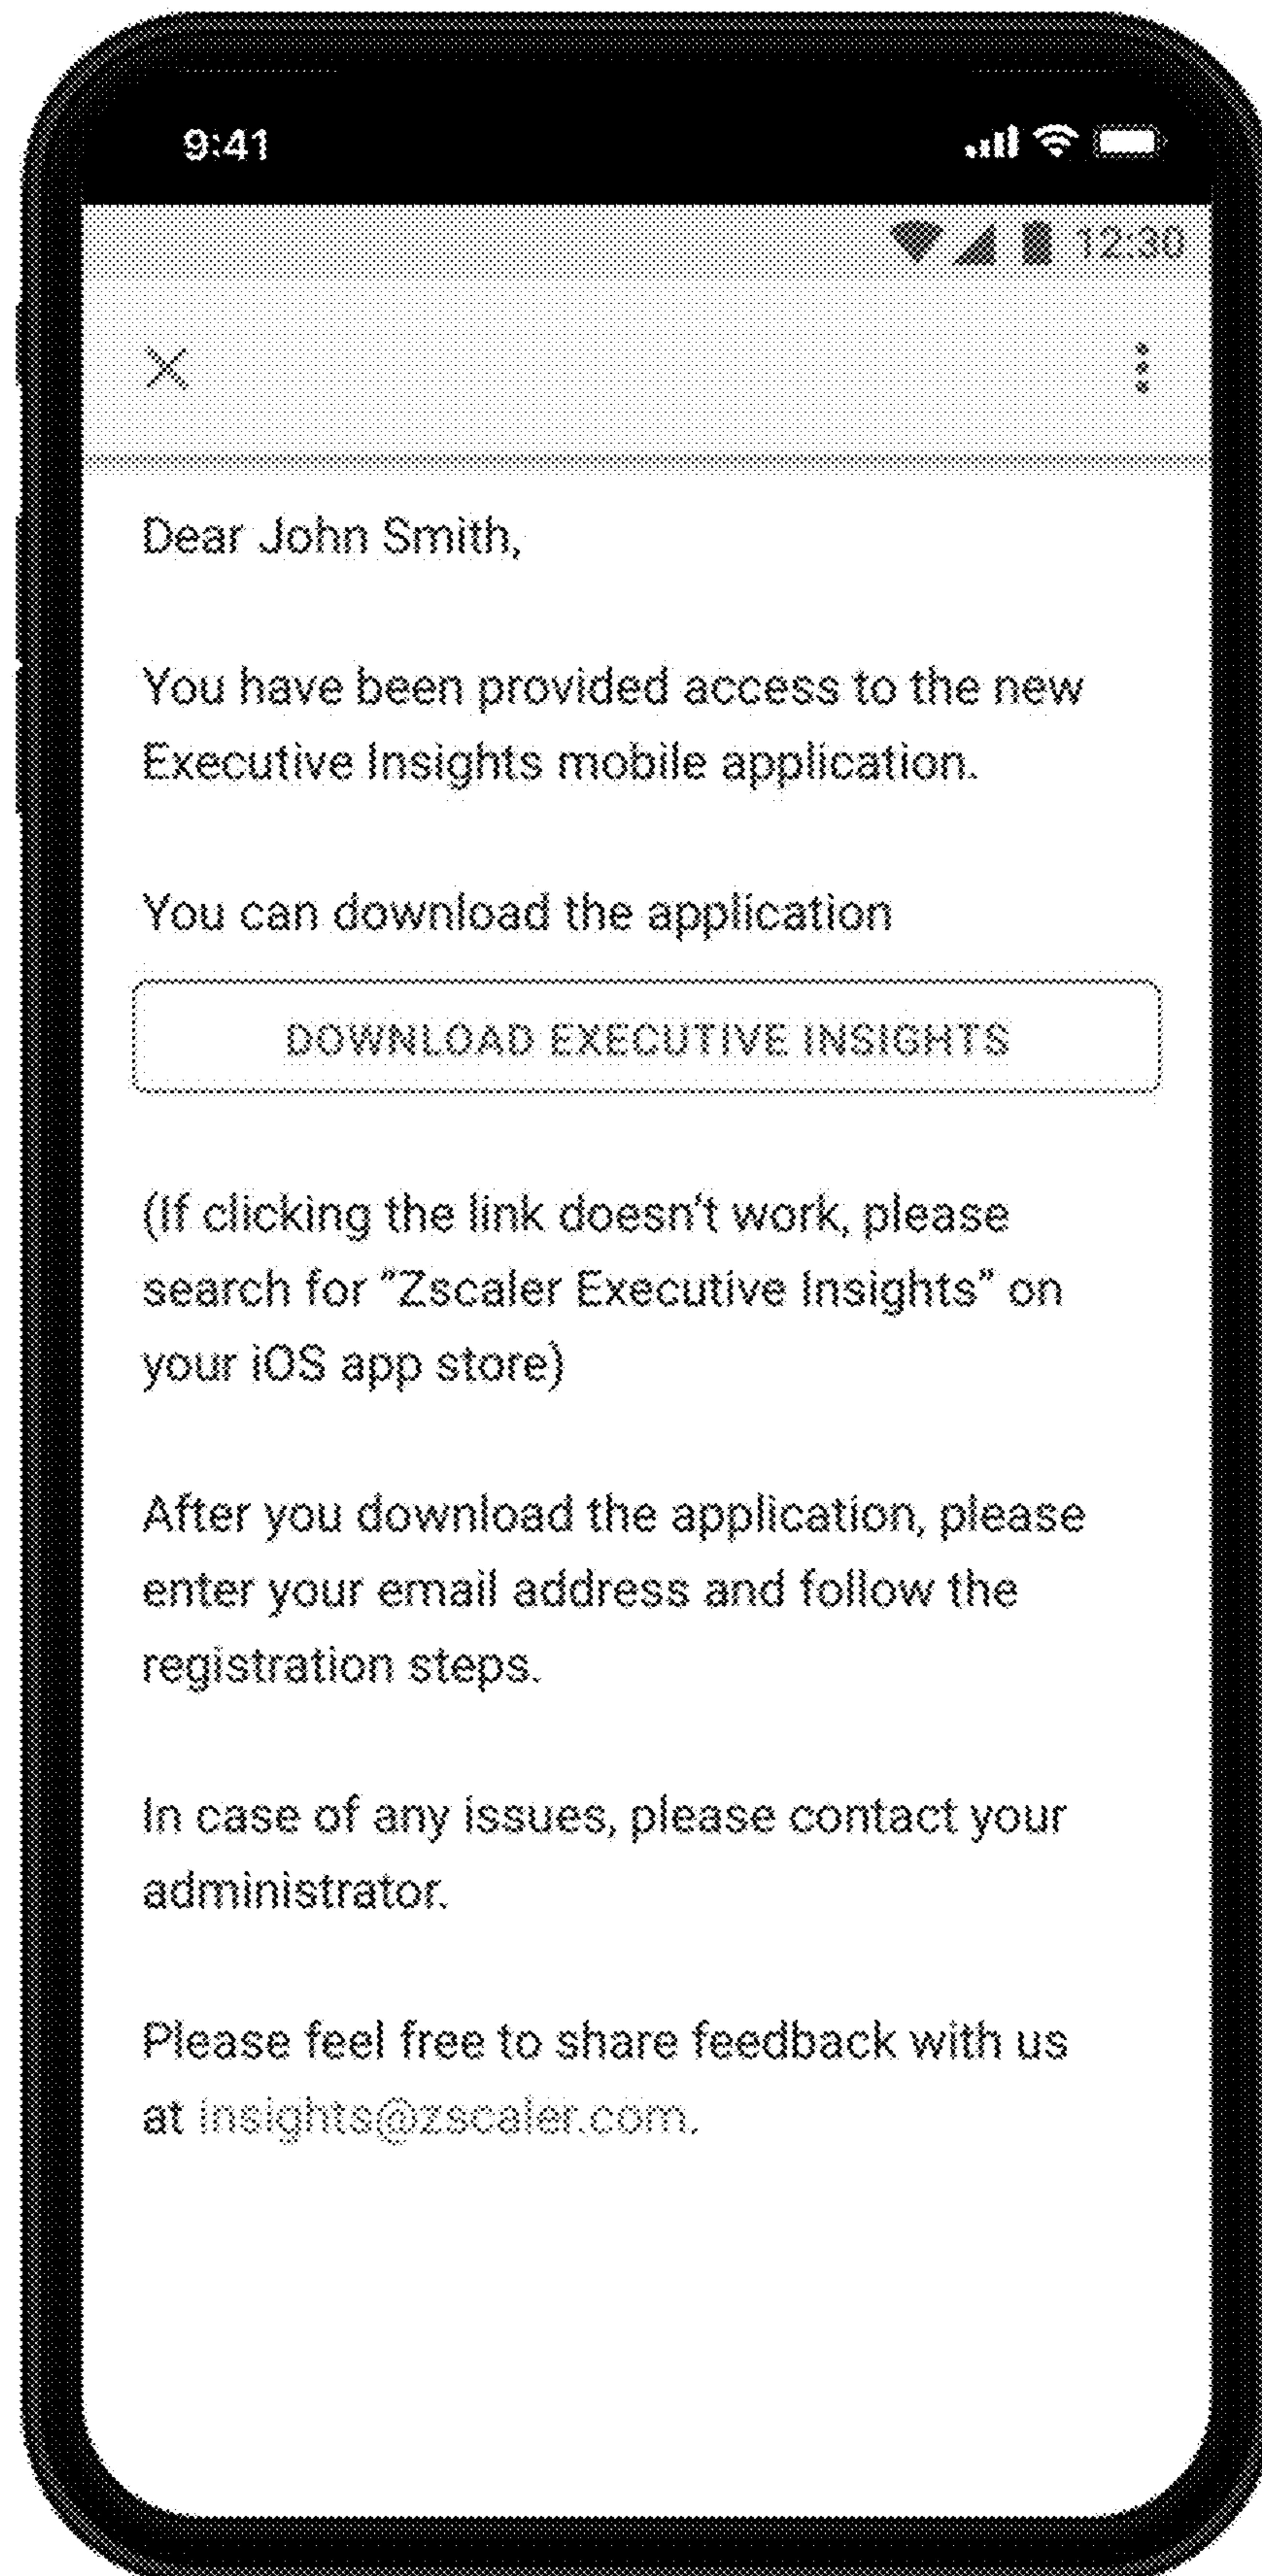 9:41
12:30
Dear John Smith,
You have been provided access to the new
Executive Insights mobile application.
You can download the application
DOWNLOAD EXECUTIVE INSIGHTS
(If clicking the link doesn't work, please
search for "Zscaler Executive Insights" on
your iOS app store)
After you download the application, please
enter your email address and follow the
registration steps.
In case of any issues, please contact your
administrator.
Please feel free to share feedback with us
at insights@zscaler.com.